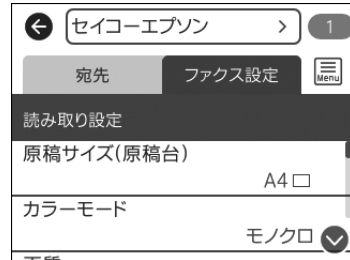 セイコーエプソン > 1
宛先 ファクス設定 Menu
読み取り設定
原稿サイズ(原稿台)
A4
カラーモード
モノクロ